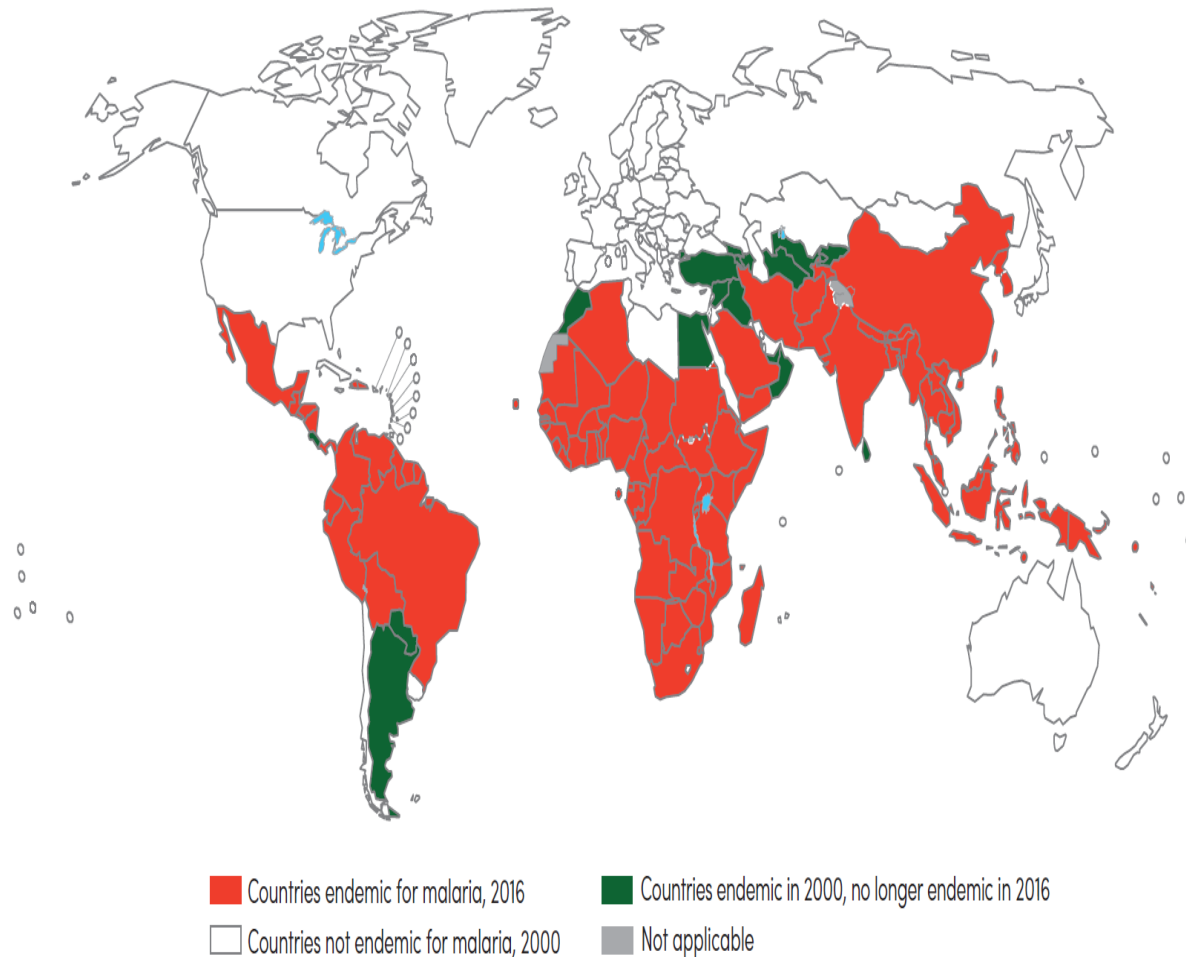 Countries endemic for malaria, 2016
Countries endemic in 2000, no longer endemic in 2016
Countries not endemic for malaria, 2000
Not applicable